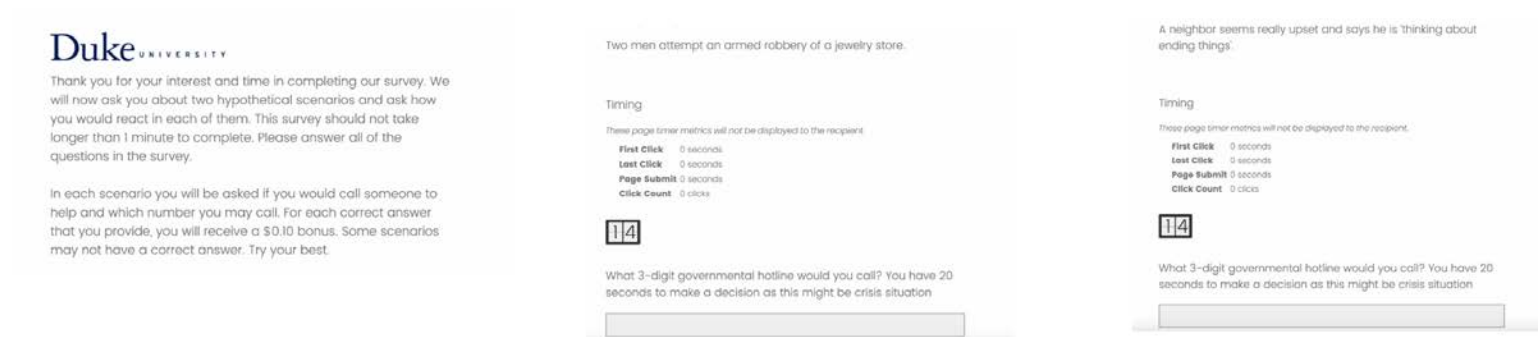 Duke UNIVERSITY
Thank you for your interest and time in completing our survey. We
will now ask you about two hypothetical scenarios and ask how
you would react in each of them. This survey should not take
longer than 1 minute to complete. Please answer all of the
questions in the survey.
In each scenario you will be asked if you would call someone to
help and which number you may call. For each correct answer
that you provide, you will receive a $0.10 bonus. Some scenarios
may not have a correct answer. Try your best.
Two men attempt an armed robbery of a jewelry store.
Timing
These page timer metrics will not be displayed to the recipient.
First Click 0 seconds
Last Click 0 seconds
Page Submit 0 seconds
Click Count 0 clicks
14
What 3-digit governmental hotline would you call? You have 20
seconds to make a decision as this might be crisis situation
A neighbor seems really upset and says he is 'thinking about
ending things'.
Timing
These page timer metrics will not be displayed to the recipient.
First Click 0 seconds
Last Click 0 seconds
Page Submit 0 seconds
Click Count 0 clicks
14
What 3-digit governmental hotline would you call? You have 20
seconds to make a decision as this might be crisis situation